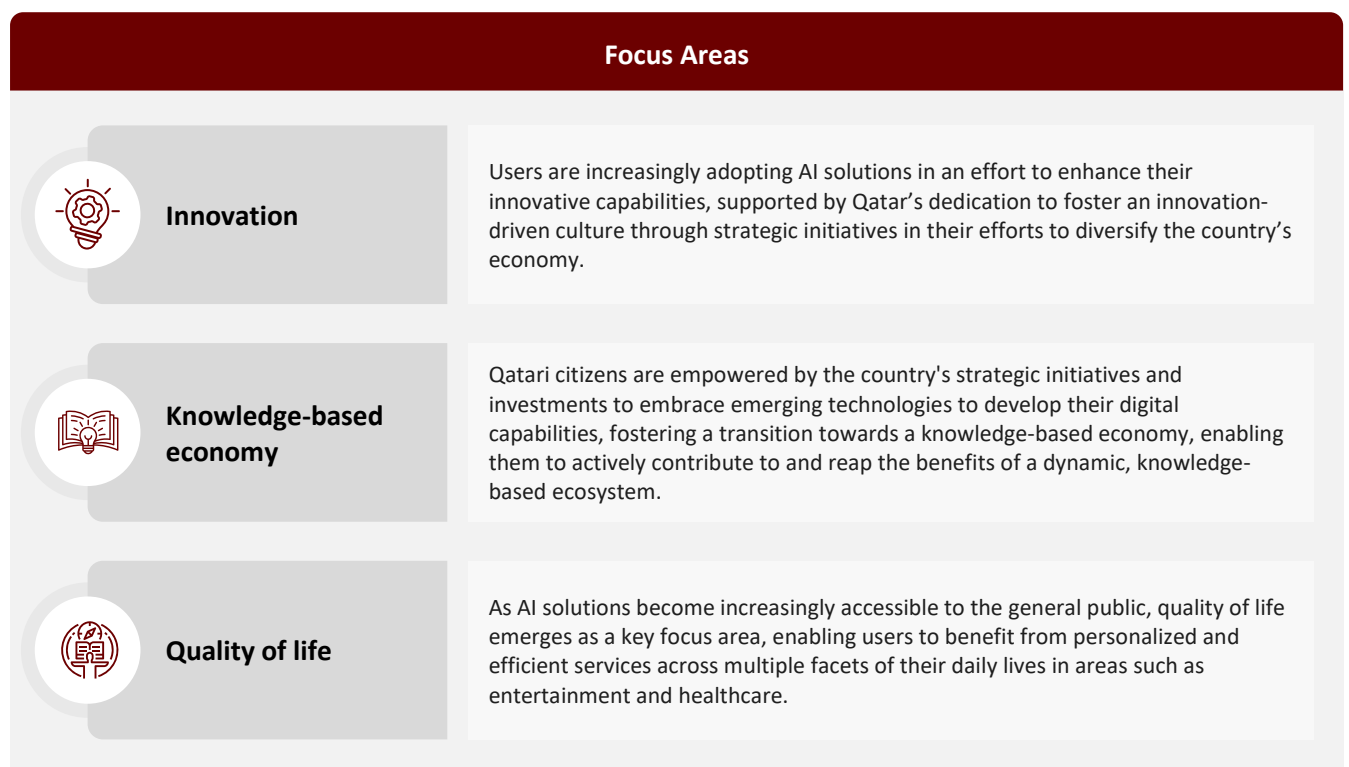 Focus Areas
Innovation
Users are increasingly adopting AI solutions in an effort to enhance their
innovative capabilities, supported by Qatar’s dedication to foster an innovation-
driven culture through strategic initiatives in their efforts to diversify the country’s
economy.
Knowledge-based
economy
Qatari citizens are empowered by the country's strategic initiatives and
investments to embrace emerging technologies to develop their digital
capabilities, fostering a transition towards a knowledge-based economy, enabling
them to actively contribute to and reap the benefits of a dynamic, knowledge-
based ecosystem.
Quality of life
As AI solutions become increasingly accessible to the general public, quality of life
emerges as a key focus area, enabling users to benefit from personalized and
efficient services across multiple facets of their daily lives in areas such as
entertainment and healthcare.